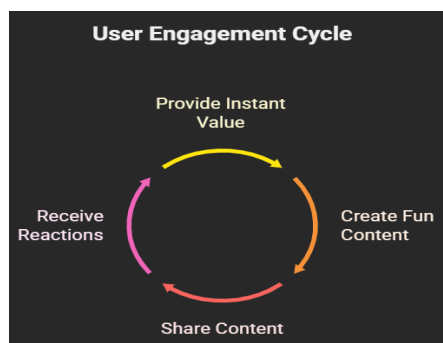 User Engagement Cycle
Provide Instant
Value
Create Fun
Content
Share Content
Receive
Reactions